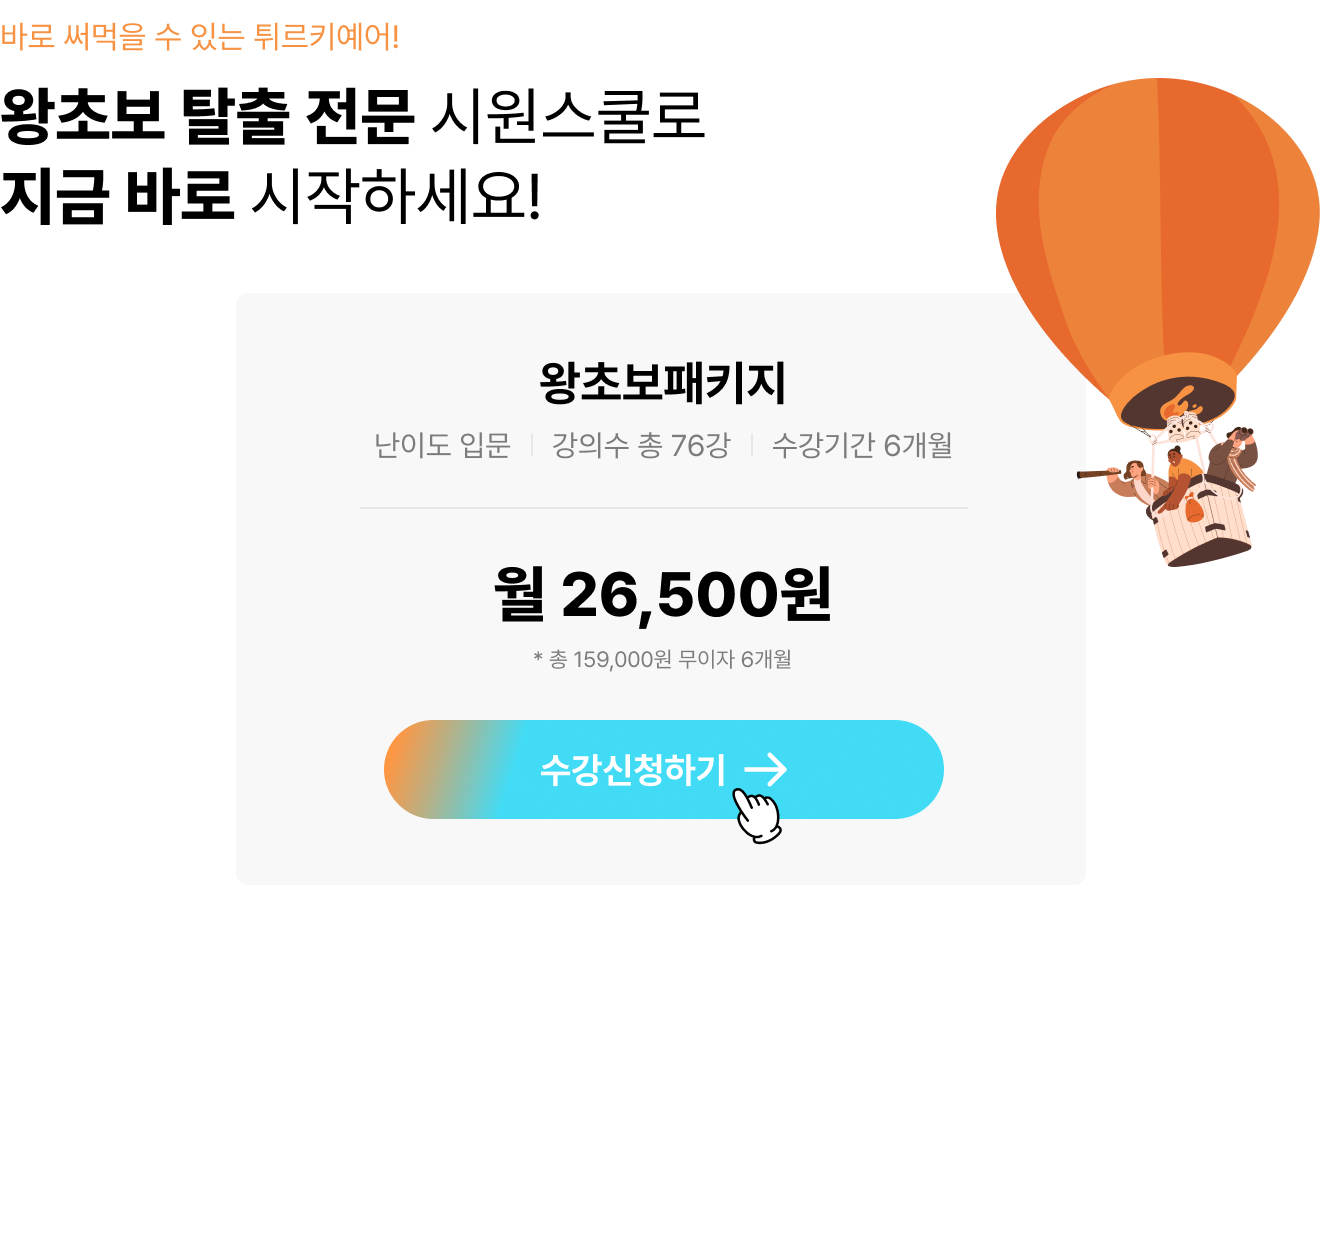 바로 써먹을 수 있는 튀르키예어!
왕초보 탈출 전문 시원스쿨로
지금 바로 시작하세요!
왕초보패키지
난이도 입문 | 강의수 총 76강 | 수강기간 6개월
월 26,500원
* 총 159,000원 무이자 6개월
수강신청하기 →